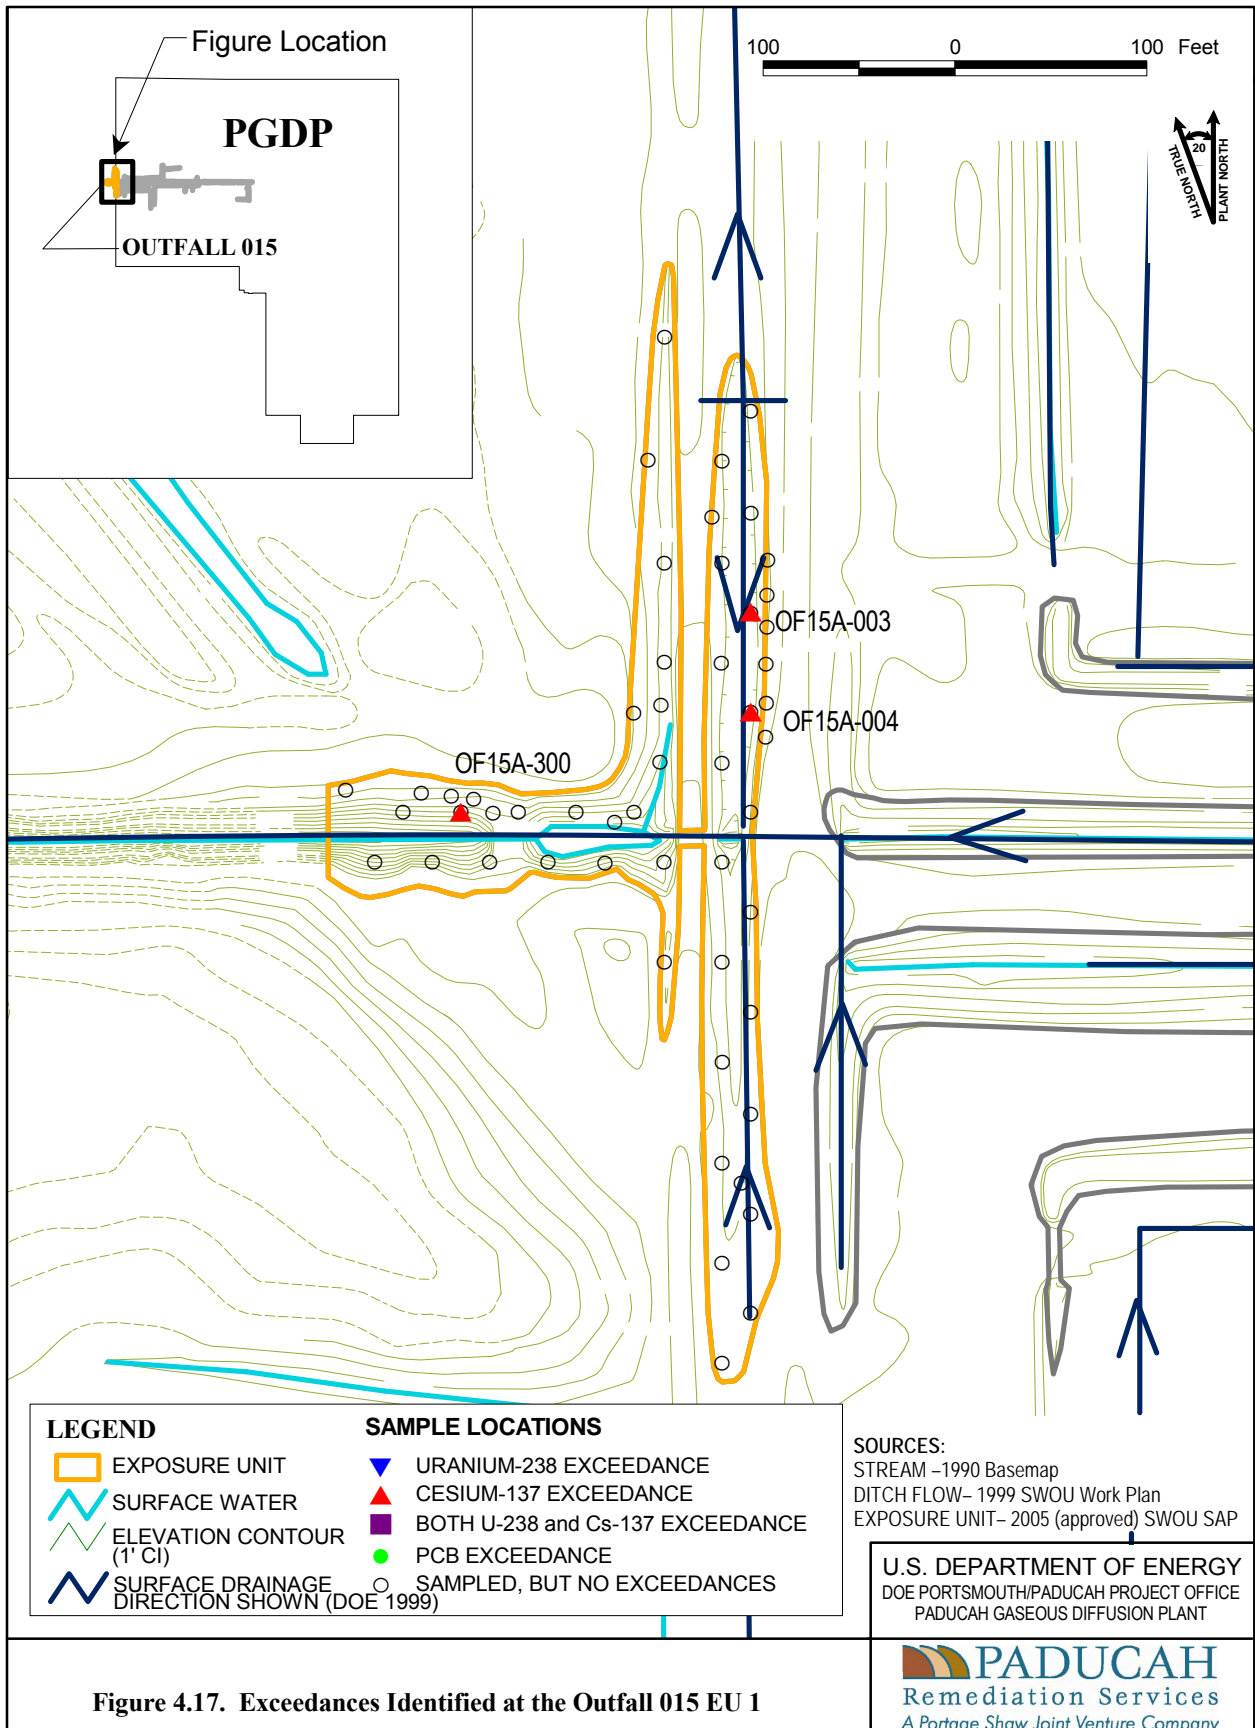 Figure Location
PGDP
OUTFALL 015
100 0 100 Feet
20
TRUE NORTH
PLANT NORTH
OF15A-003
OF15A-004
OF15A-300
LEGEND
EXPOSURE UNIT
SURFACE WATER
ELEVATION CONTOUR
(1' CI)
SURFACE DRAINAGE
DIRECTION SHOWN (DOE 1999)
SAMPLE LOCATIONS
URANIUM-238 EXCEEDANCE
CESIUM-137 EXCEEDANCE
BOTH U-238 and Cs-137 EXCEEDANCE
PCB EXCEEDANCE
SAMPLED, BUT NO EXCEEDANCES
SOURCES:
STREAM –1990 Basemap
DITCH FLOW– 1999 SWOU Work Plan
EXPOSURE UNIT– 2005 (approved) SWOU SAP
U.S. DEPARTMENT OF ENERGY
DOE PORTSMOUTH/PADUCAH PROJECT OFFICE
PADUCAH GASEOUS DIFFUSION PLANT
Figure 4.17. Exceedances Identified at the Outfall 015 EU 1
PADUCAH
Remediation Services
A Portage Shaw Joint Venture Company